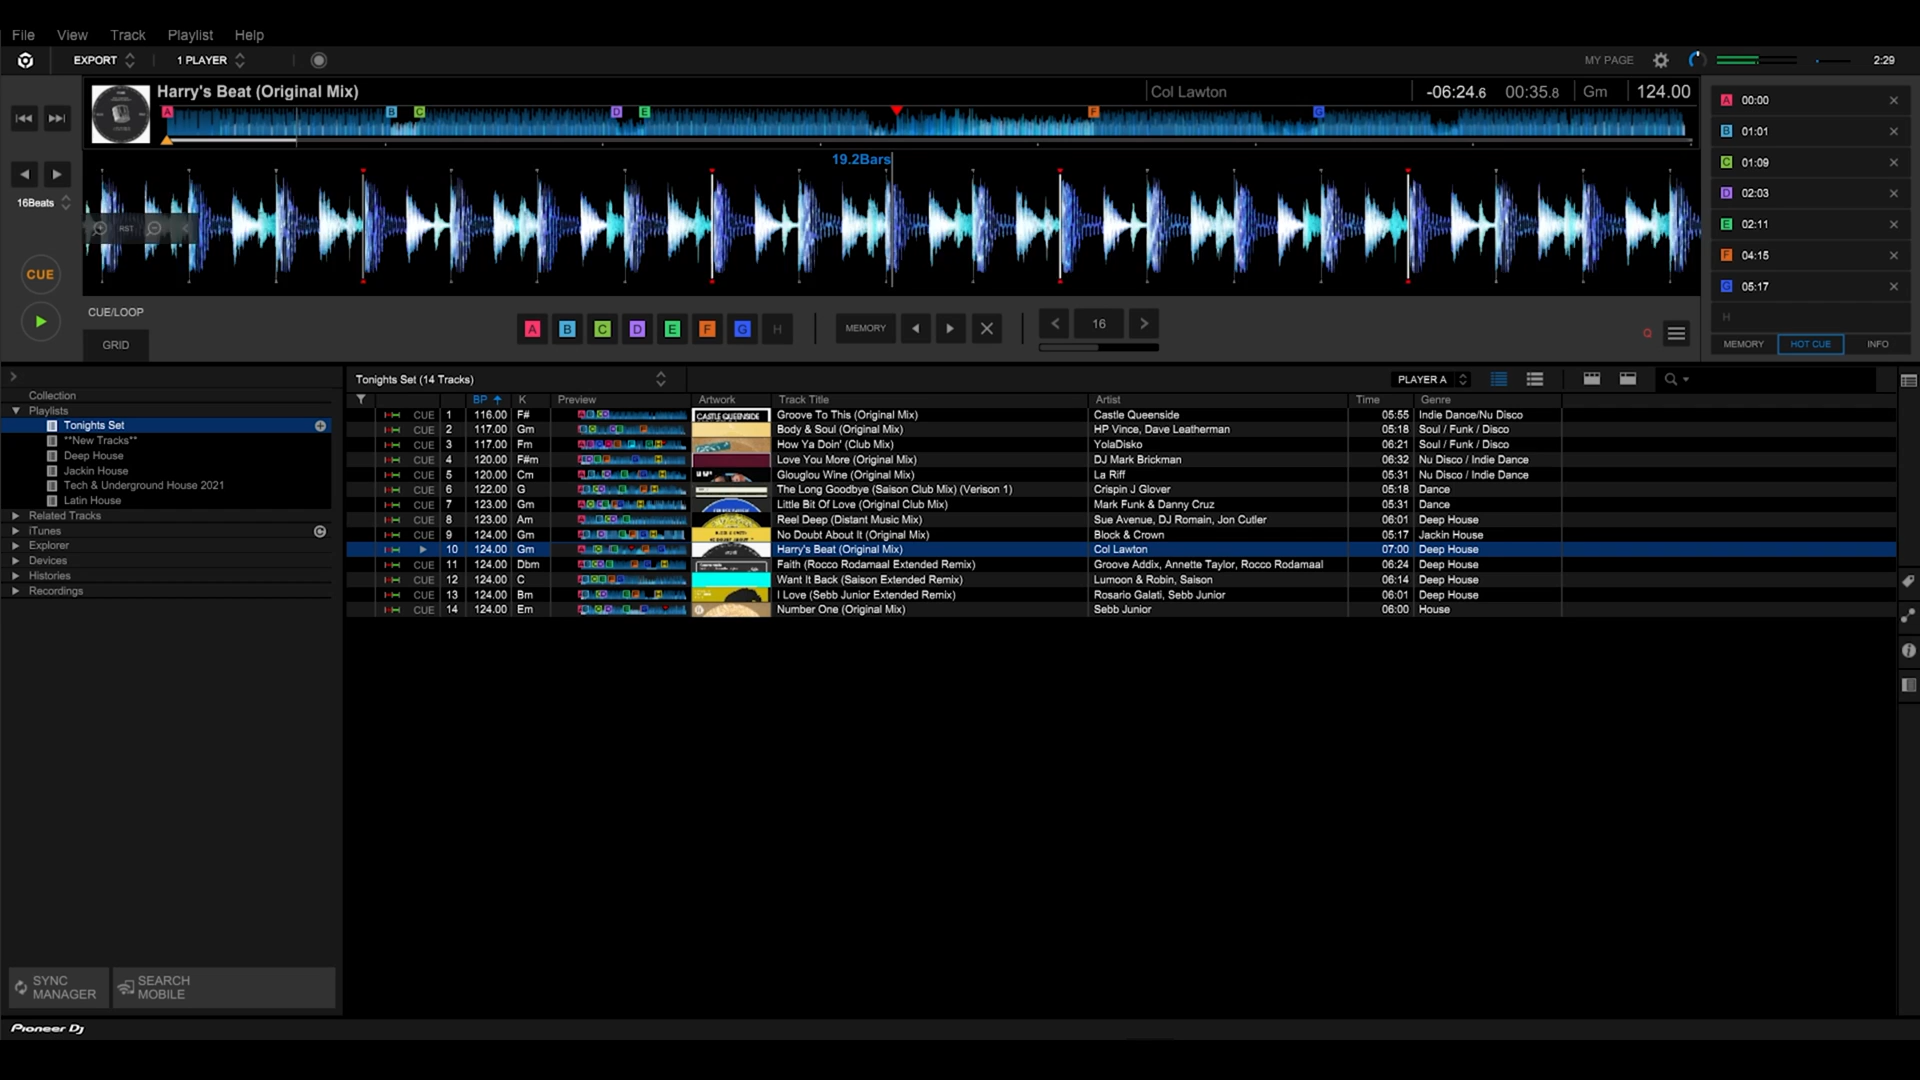 File View Track Playlist Help
EXPORT 1 PLAYER MY PAGE 2:29
Harry's Beat (Original Mix) Col Lawton -06:24.6 00:35.8 Gm 124.00
A B C D E F G
19.2Bars
16Beats
RST
CUE
CUE/LOOP
GRID
A B C D E F G H MEMORY 16 Q
A 00:00
B 01:01
C 01:09
D 02:03
E 02:11
F 04:15
G 05:17
H
MEMORY HOT CUE INFO
Collection
Playlists
Tonights Set
**New Tracks**
Deep House
Jackin House
Tech & Underground House 2021
Latin House
Related Tracks
iTunes
Explorer
Devices
Histories
Recordings
Tonights Set (14 Tracks) PLAYER A
BP K Preview Artwork Track Title Artist Time Genre
CUE 1 116.00 F# CASTLE QUEENSIDE Groove To This (Original Mix) Castle Queenside 05:55 Indie Dance/Nu Disco
CUE 2 117.00 Gm Body & Soul (Original Mix) HP Vince, Dave Leatherman 05:18 Soul / Funk / Disco
CUE 3 117.00 Fm How Ya Doin' (Club Mix) YolaDisko 06:21 Soul / Funk / Disco
CUE 4 120.00 F#m Love You More (Original Mix) DJ Mark Brickman 06:32 Nu Disco / Indie Dance
CUE 5 120.00 Cm Glouglou Wine (Original Mix) La Riff 05:31 Nu Disco / Indie Dance
CUE 6 122.00 G The Long Goodbye (Saison Club Mix) (Verison 1) Crispin J Glover 05:18 Dance
CUE 7 123.00 Gm Little Bit Of Love (Original Club Mix) Mark Funk & Danny Cruz 05:31 Dance
CUE 8 123.00 Am Reel Deep (Distant Music Mix) Sue Avenue, DJ Romain, Jon Cutler 06:01 Deep House
CUE 9 124.00 Gm No Doubt About It (Original Mix) Block & Crown 05:17 Jackin House
10 124.00 Gm Harry's Beat (Original Mix) Col Lawton 07:00 Deep House
CUE 11 124.00 Dbm Faith (Rocco Rodamaal Extended Remix) Groove Addix, Annette Taylor, Rocco Rodamaal 06:24 Deep House
CUE 12 124.00 C Want It Back (Saison Extended Remix) Lumoon & Robin, Saison 06:14 Deep House
CUE 13 124.00 Bm I Love (Sebb Junior Extended Remix) Rosario Galati, Sebb Junior 06:01 Deep House
CUE 14 124.00 Em Number One (Original Mix) Sebb Junior 06:00 House
SYNC MANAGER
SEARCH MOBILE
Pioneer Dj